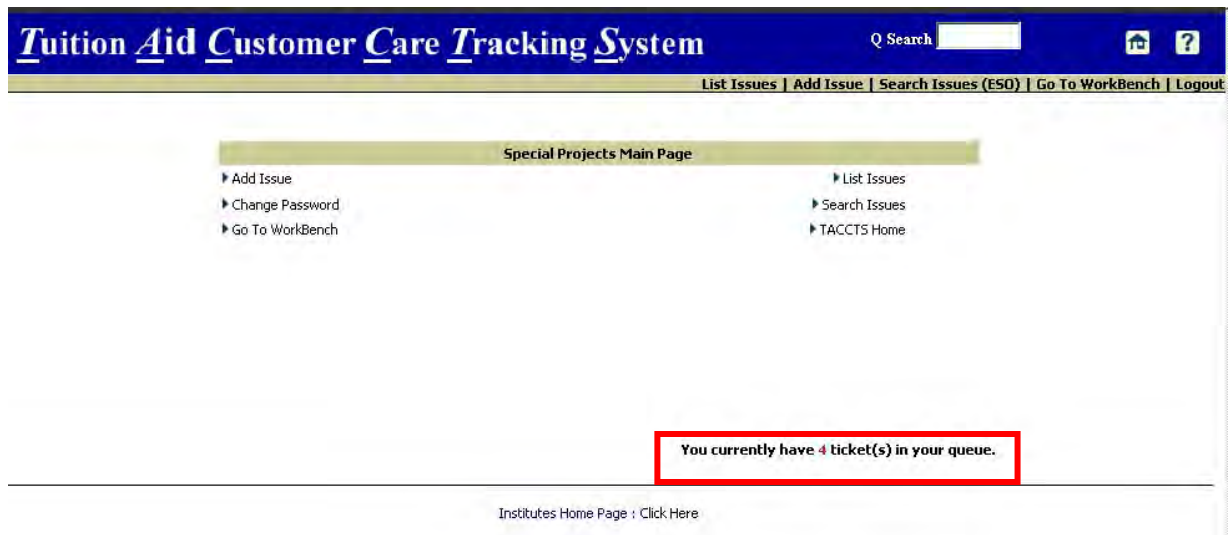 Tuition Aid Customer Care Tracking System Q Search ?
List Issues | Add Issue | Search Issues (ESO) | Go To WorkBench | Logout
Special Projects Main Page
Add Issue List Issues
Change Password Search Issues
Go To WorkBench TACCTS Home
You currently have 4 ticket(s) in your queue.
Institutes Home Page : Click Here